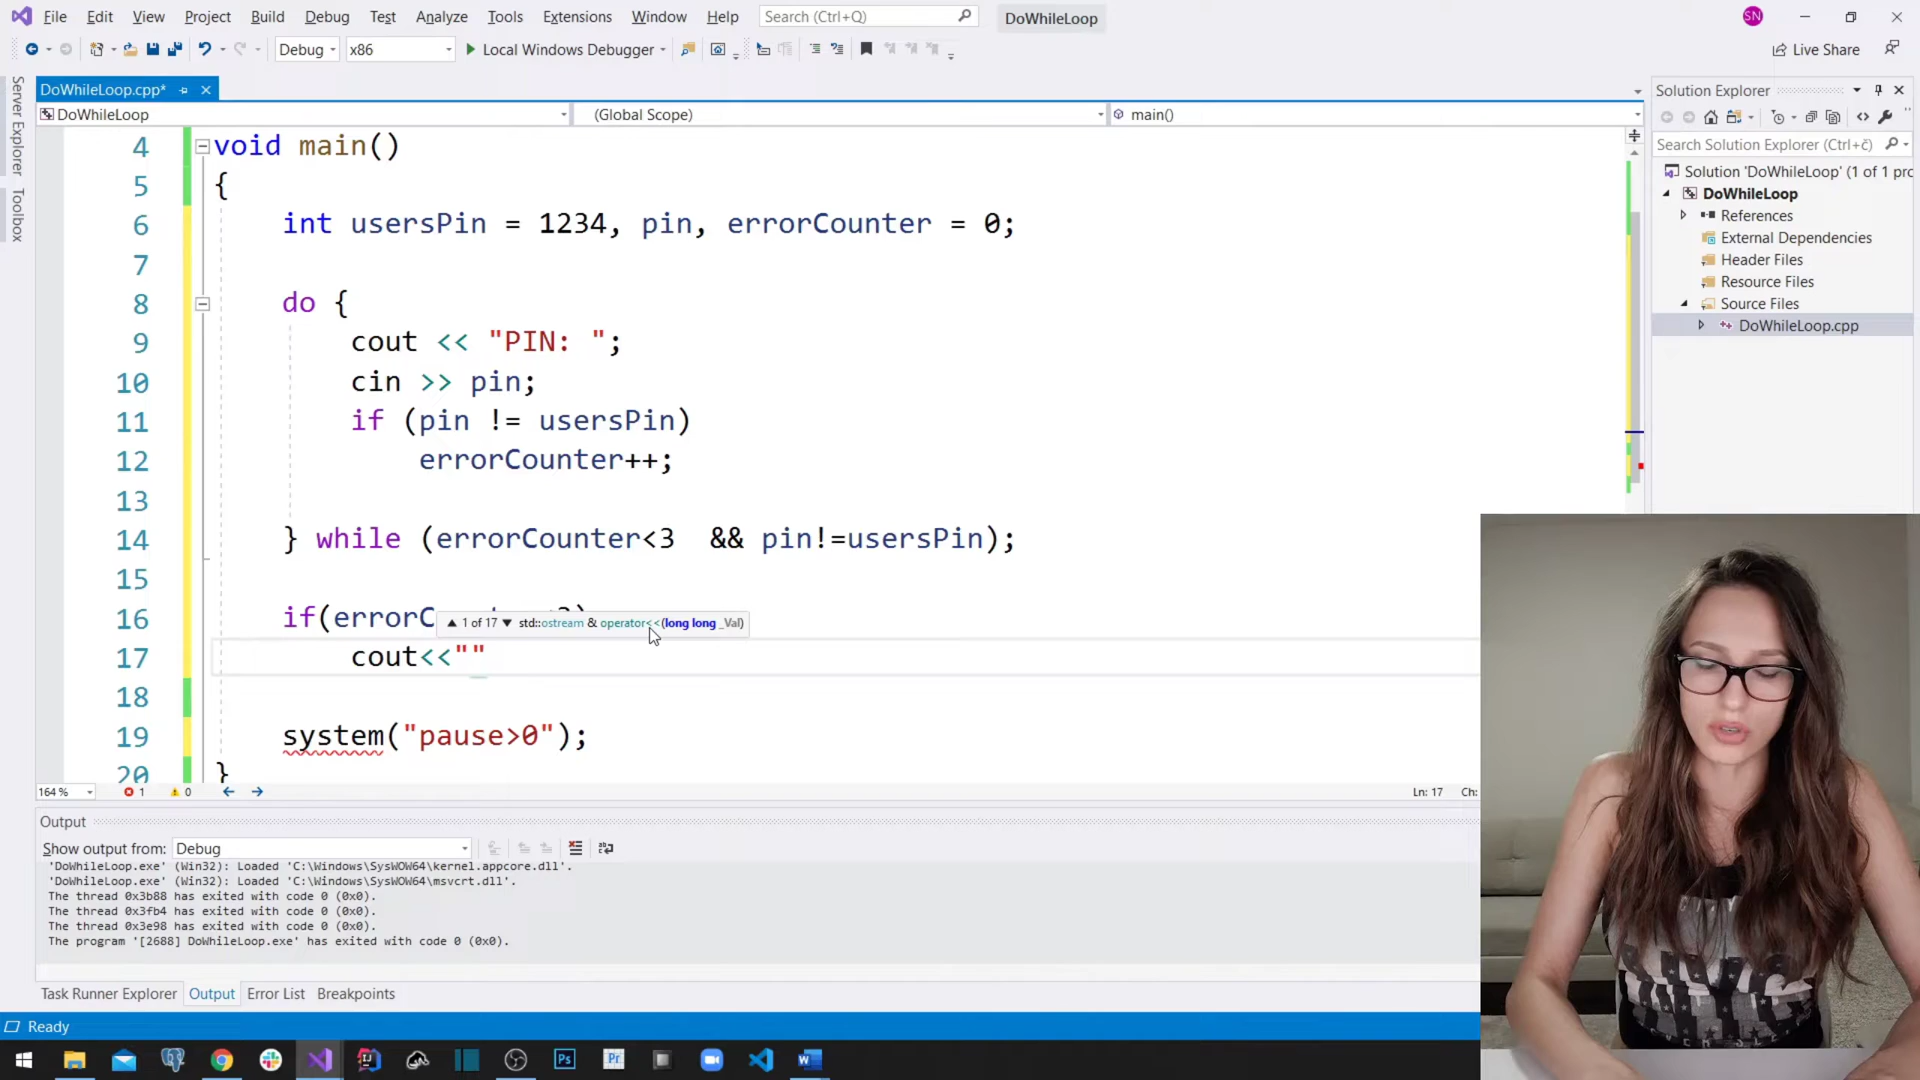 File Edit View Project Build Debug Test Analyze Tools Extensions Window Help Search (Ctrl+Q) DoWhileLoop SN
Debug x86 Local Windows Debugger Live Share
Server Explorer
Toolbox
DoWhileLoop.cpp*
DoWhileLoop (Global Scope) main()
4 void main()
5 {
6 int usersPin = 1234, pin, errorCounter = 0;
7
8 do {
9 cout << "PIN: ";
10 cin >> pin;
11 if (pin != usersPin)
12 errorCounter++;
13
14 } while (errorCounter<3 && pin!=usersPin);
15
16 if(errorC
1 of 17 std::ostream & operator<<(long long _Val)
17 cout<<""
18
19 system("pause>0");
20 }
164 % 1 0 Ln: 17 Ch:
Output
Show output from: Debug
'DoWhileLoop.exe' (Win32): Loaded 'C:\Windows\SysWOW64\kernel.appcore.dll'.
'DoWhileLoop.exe' (Win32): Loaded 'C:\Windows\SysWOW64\msvcrt.dll'.
The thread 0x3b88 has exited with code 0 (0x0).
The thread 0x3fb4 has exited with code 0 (0x0).
The thread 0x3e98 has exited with code 0 (0x0).
The program '[2688] DoWhileLoop.exe' has exited with code 0 (0x0).
Task Runner Explorer Output Error List Breakpoints
Ready
Solution Explorer
Search Solution Explorer (Ctrl+č)
Solution 'DoWhileLoop' (1 of 1 pro
DoWhileLoop
References
External Dependencies
Header Files
Resource Files
Source Files
DoWhileLoop.cpp
Ps Pr